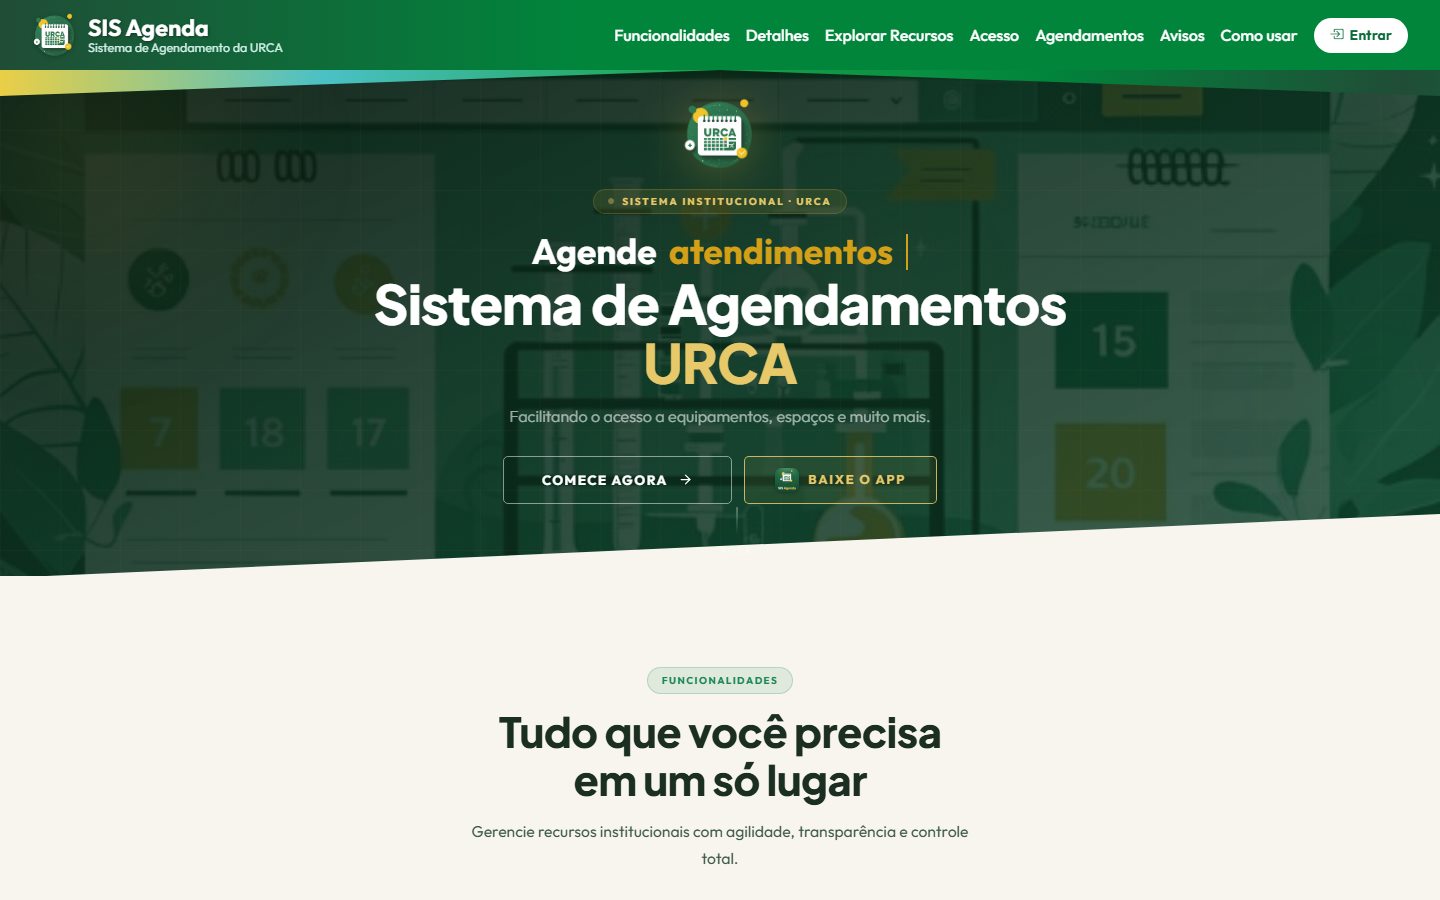 SIS Agenda
Sistema de Agendamento da URCA
Funcionalidades
Detalhes
Explorar Recursos
Acesso
Agendamentos
Avisos
Como usar
Entrar
URCA
SISTEMA INSTITUCIONAL · URCA
Agende atendimentos
Sistema de Agendamentos
URCA
Facilitando o acesso a equipamentos, espaços e muito mais.
COMECE AGORA
BAIXE O APP
7
18
17
15
20
FUNCIONALIDADES
Tudo que você precisa
em um só lugar
Gerencie recursos institucionais com agilidade, transparência e controle
total.